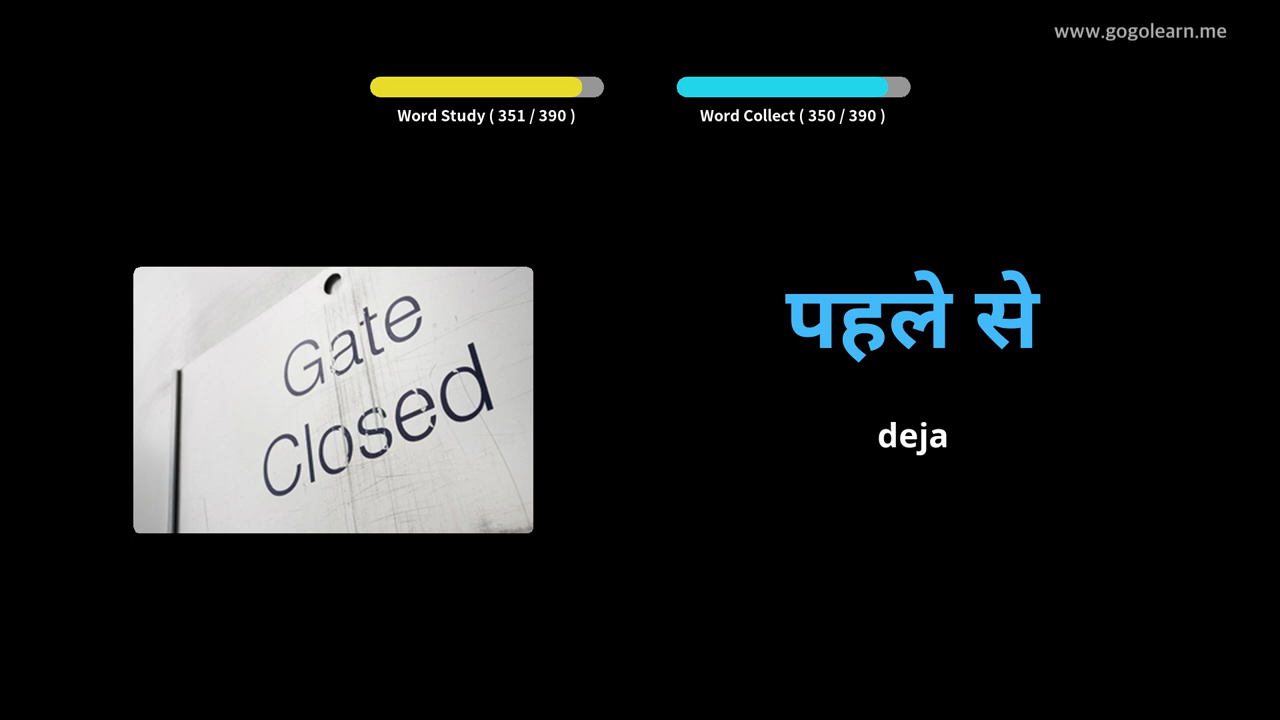 www.gogolearn.me
Word Study ( 351 / 390 )
Word Collect ( 350 / 390 )
Gate
Closed
पहले से
deja